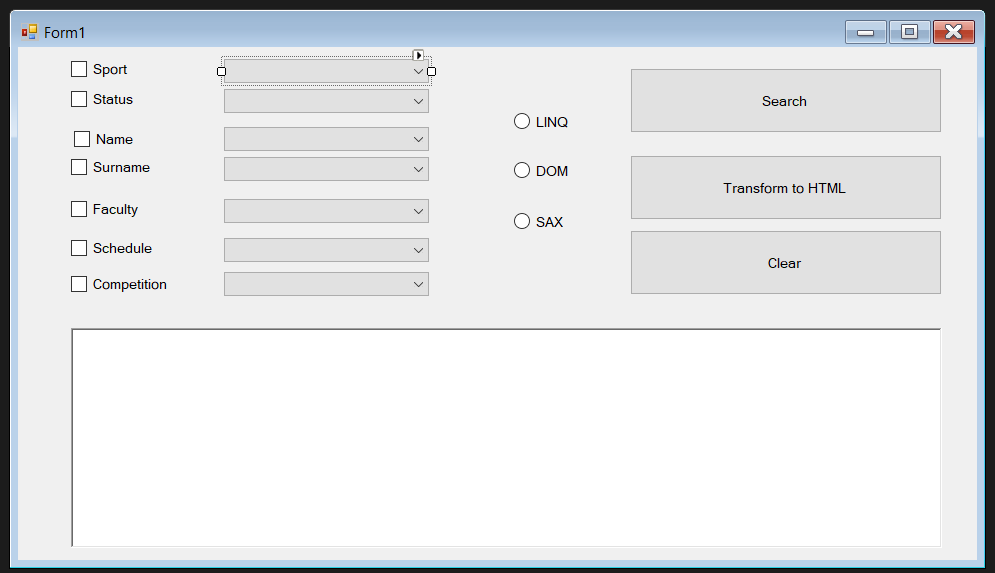 Form1
Sport
Status
Name
Surname
Faculty
Schedule
Competition
LINQ
DOM
SAX
Search
Transform to HTML
Clear